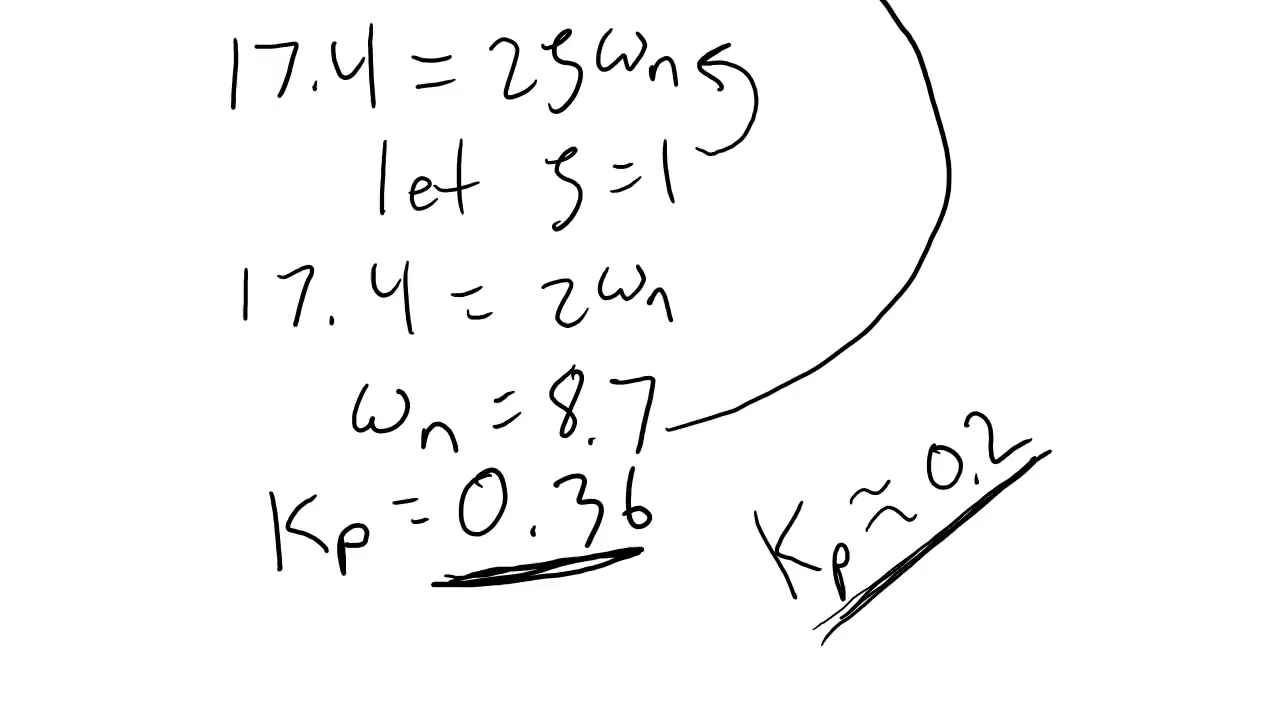 17.4 = 2ζωn
let ζ = 1
17.4 = 2ωn
ωn = 8.7
Kp = 0.36
Kp ≈ 0.2